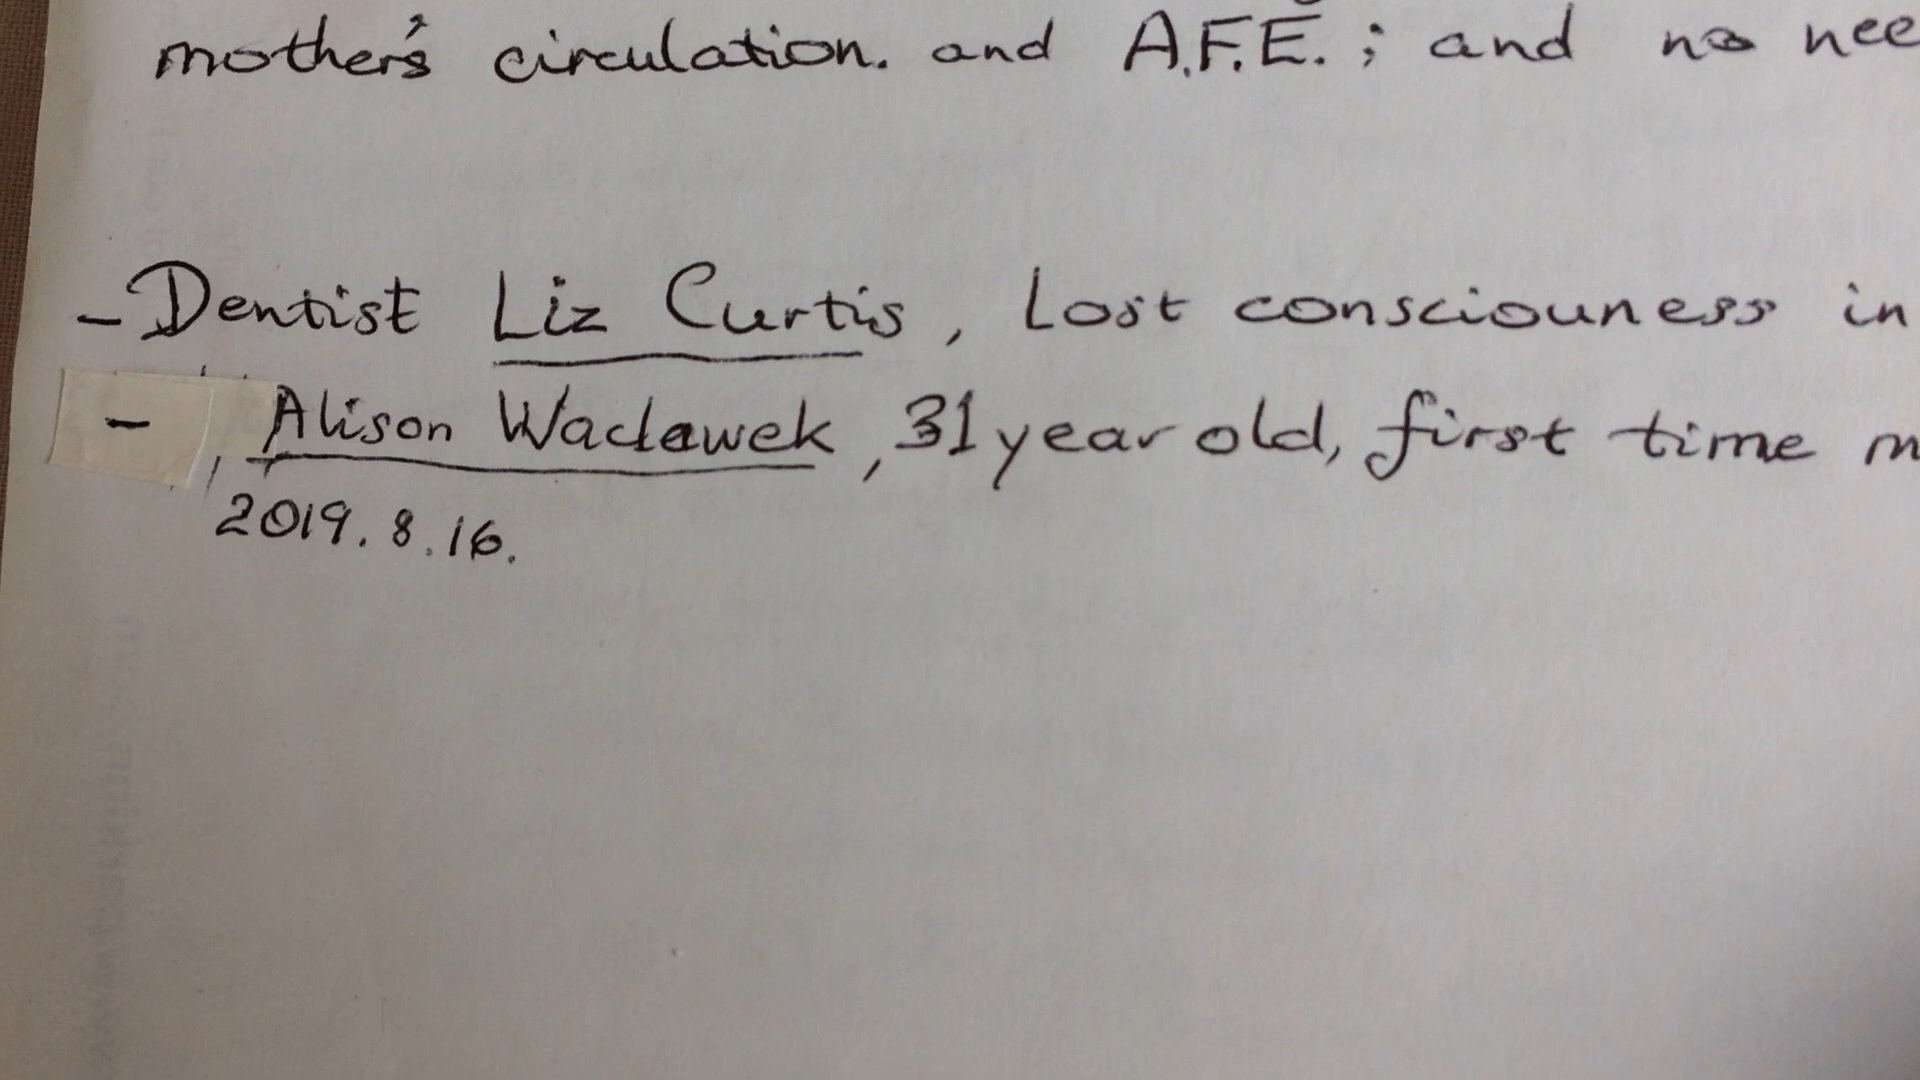 mother's circulation. and A.F.E. ; and no nee
- Dentist Liz Curtis, Lost consciouness in
- Alison Waclawek, 31 year old, first time m
2019. 8. 16.